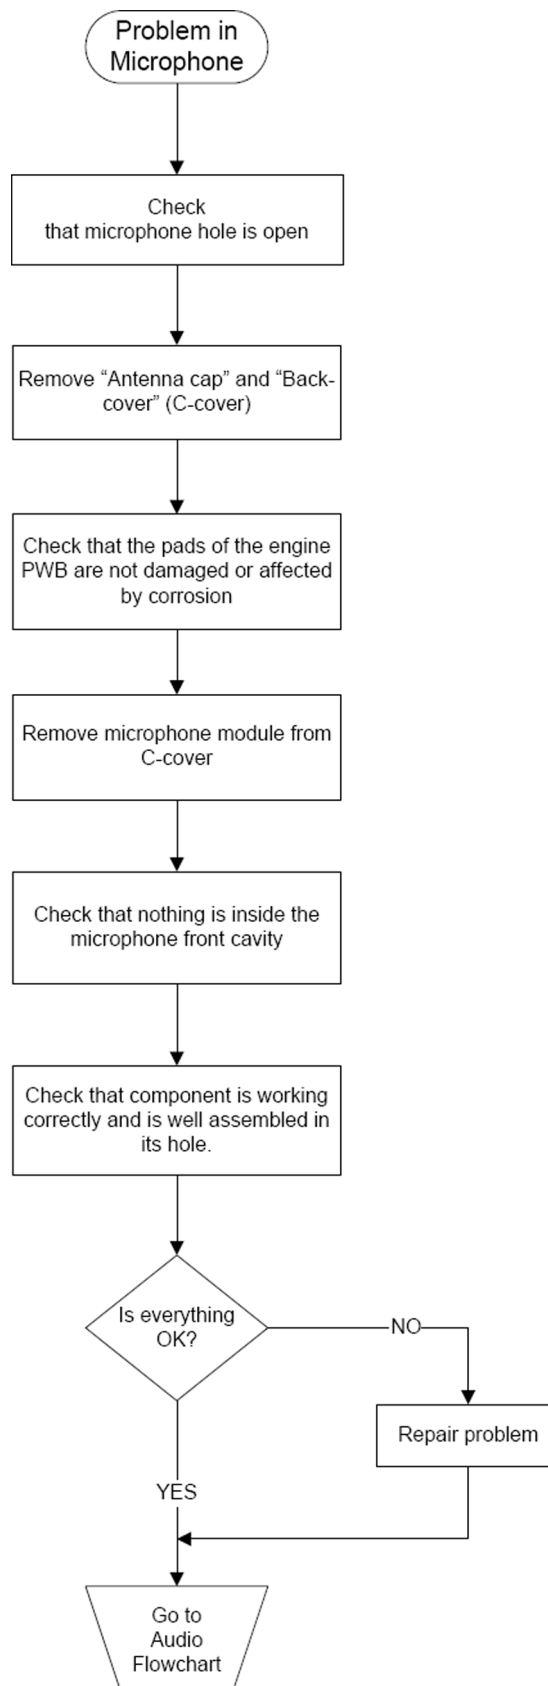 Problem in
Microphone
Check
that microphone hole is open
Remove “Antenna cap” and “Back-
cover” (C-cover)
Check that the pads of the engine
PWB are not damaged or affected
by corrosion
Remove microphone module from
C-cover
Check that nothing is inside the
microphone front cavity
Check that component is working
correctly and is well assembled in
its hole.
Is everything
OK?
NO
Repair problem
YES
Go to
Audio
Flowchart